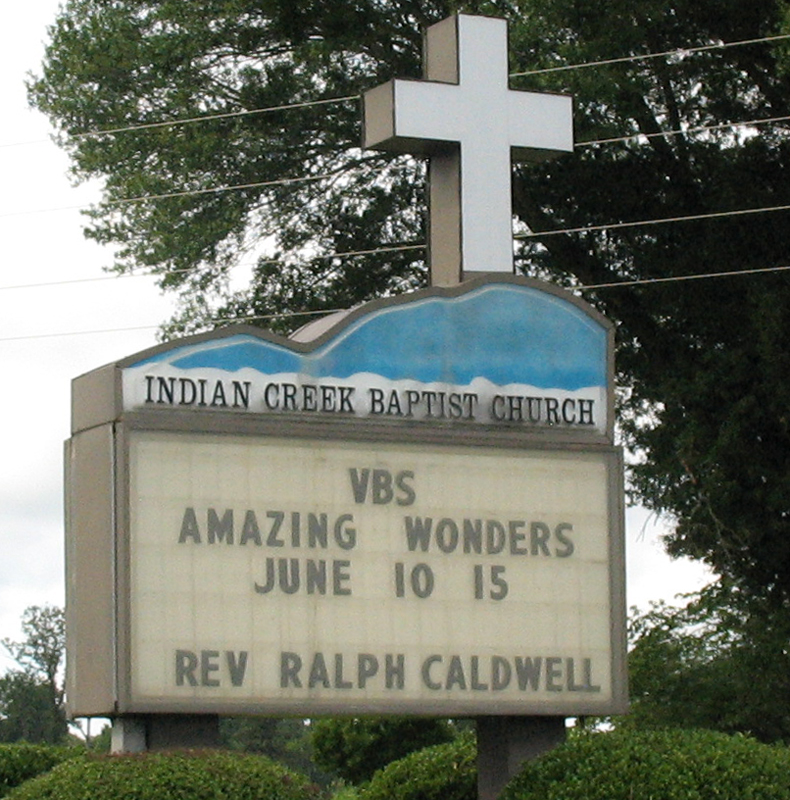 INDIAN CREEK BAPTIST CHURCH
VBS
AMAZING WONDERS
JUNE 10 15
REV RALPH CALDWELL